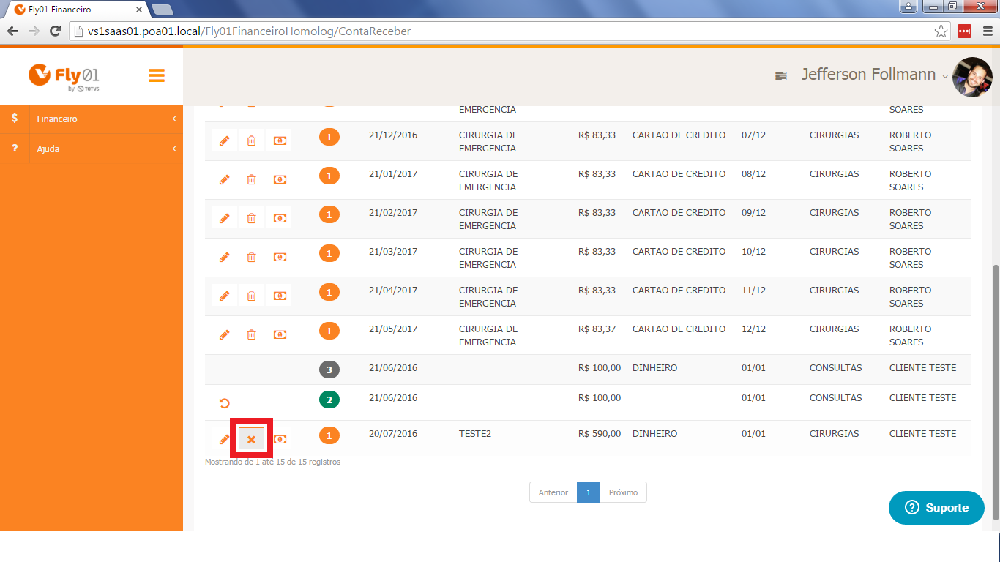 Fly01 Financeiro
vs1saas01.poa01.local/Fly01FinanceiroHomolog/ContaReceber
Fly01
by TOTVS
Jefferson Follmann
$ Financeiro
? Ajuda
EMERGENCIA SOARES
1 21/12/2016 CIRURGIA DE R$ 83,33 CARTAO DE CREDITO 07/12 CIRURGIAS ROBERTO
EMERGENCIA SOARES
1 21/01/2017 CIRURGIA DE R$ 83,33 CARTAO DE CREDITO 08/12 CIRURGIAS ROBERTO
EMERGENCIA SOARES
1 21/02/2017 CIRURGIA DE R$ 83,33 CARTAO DE CREDITO 09/12 CIRURGIAS ROBERTO
EMERGENCIA SOARES
1 21/03/2017 CIRURGIA DE R$ 83,33 CARTAO DE CREDITO 10/12 CIRURGIAS ROBERTO
EMERGENCIA SOARES
1 21/04/2017 CIRURGIA DE R$ 83,33 CARTAO DE CREDITO 11/12 CIRURGIAS ROBERTO
EMERGENCIA SOARES
1 21/05/2017 CIRURGIA DE R$ 83,37 CARTAO DE CREDITO 12/12 CIRURGIAS ROBERTO
EMERGENCIA SOARES
3 21/06/2016 R$ 100,00 DINHEIRO 01/01 CONSULTAS CLIENTE TESTE
2 21/06/2016 R$ 100,00 01/01 CONSULTAS CLIENTE TESTE
1 20/07/2016 TESTE2 R$ 590,00 DINHEIRO 01/01 CIRURGIAS CLIENTE TESTE
Mostrando de 1 até 15 de 15 registros
Anterior 1 Próximo
? Suporte